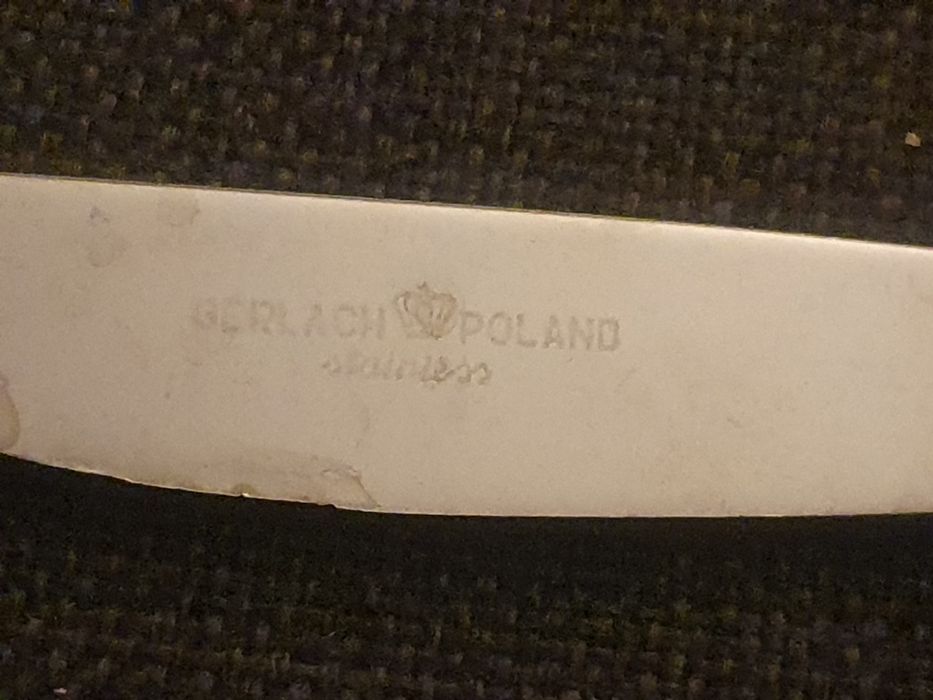 GERLACH POLAND
stainless